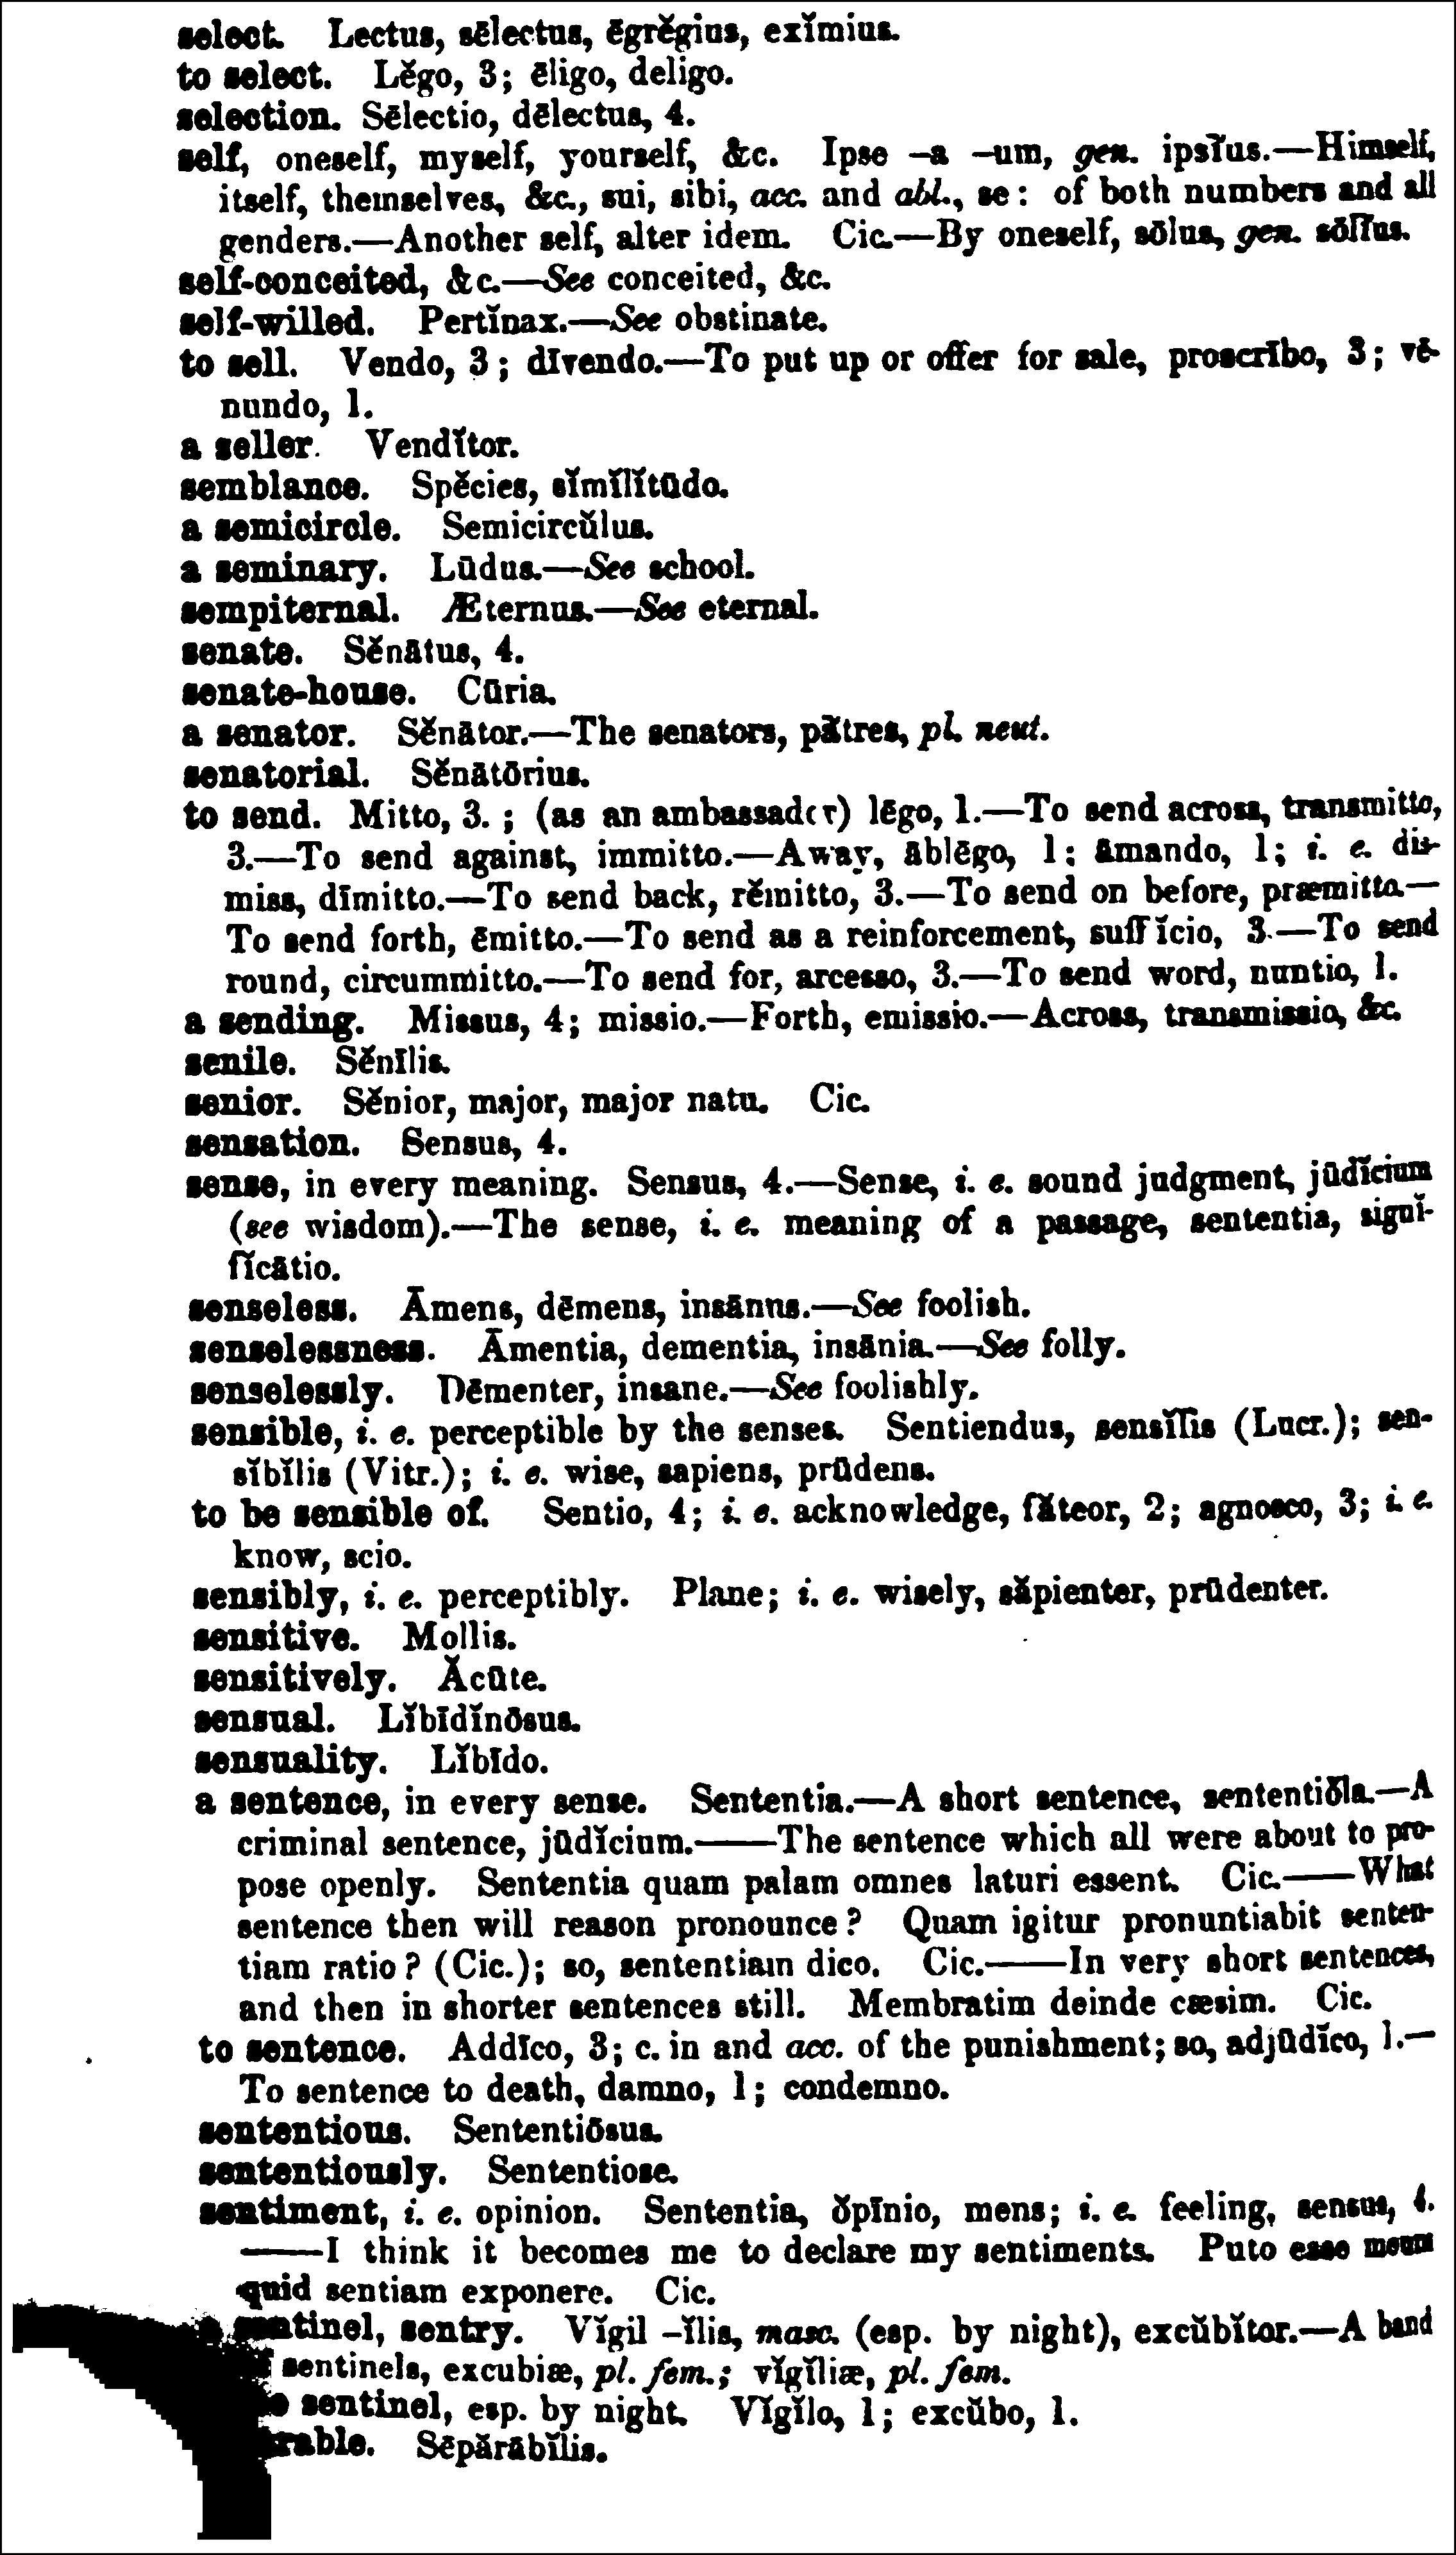 select. Lectus, sēlectus, ēgrĕgius, exĭmius.
to select. Lĕgo, 3; ēligo, deligo.
selection. Sēlectio, dēlectus, 4.
self, oneself, myself, yourself, &c. Ipse –a –um, gen. ipsīus.—Himself,
itself, themselves, &c., sui, sibi, acc. and abl., se: of both numbers and all
genders.—Another self, alter idem. Cic.—By oneself, sōlus, gen. sōlīus.
self-conceited, &c.—See conceited, &c.
self-willed. Pertĭnax.—See obstinate.
to sell. Vendo, 3; dīvendo.—To put up or offer for sale, proscrībo, 3; vē-
nundo, 1.
a seller. Vendĭtor.
semblance. Spĕcies, sĭmĭlĭtūdo.
a semicircle. Semicircŭlus.
a seminary. Lūdus.—See school.
sempiternal. Æternus.—See eternal.
senate. Sĕnātus, 4.
senate-house. Cūria.
a senator. Sĕnātor.—The senators, pătres, pl. neut.
senatorial. Sĕnātōrius.
to send. Mitto, 3. ; (as an ambassador) lēgo, 1.—To send across, transmitto,
3.—To send against, immitto.—Away, āblēgo, 1; āmando, 1; i. e. dis-
miss, dīmitto.—To send back, rĕmitto, 3.—To send on before, præmitto.—
To send forth, ēmitto.—To send as a reinforcement, suffĭcio, 3.—To send
round, circummitto.—To send for, arcesso, 3.—To send word, nuntio, 1.
a sending. Missus, 4; missio.—Forth, emissio.—Across, transmissio, &c.
senile. Sĕnīlis.
senior. Sĕnior, major, major natu. Cic.
sensation. Sensus, 4.
sense, in every meaning. Sensus, 4.—Sense, i. e. sound judgment, jūdĭcium
(see wisdom).—The sense, i. e. meaning of a passage, sententia, signĭ-
fĭcātio.
senseless. Āmens, dēmens, insānus.—See foolish.
senselessness. Āmentia, dementia, insānia.—See folly.
senselessly. Dēmenter, insane.—See foolishly.
sensible, i. e. perceptible by the senses. Sentiendus, sensĭlis (Lucr.); sen-
sĭbĭlis (Vitr.); i. e. wise, sapiens, prūdens.
to be sensible of. Sentio, 4; i. e. acknowledge, făteor, 2; agnosco, 3; i. e.
know, scio.
sensibly, i. e. perceptibly. Plane; i. e. wisely, săpienter, prūdenter.
sensitive. Mollis.
sensitively. Ăcūte.
sensual. Lĭbīdĭnōsus.
sensuality. Lĭbīdo.
a sentence, in every sense. Sententia.—A short sentence, sententiŏla.—A
criminal sentence, jūdĭcium.——The sentence which all were about to pro-
pose openly. Sententia quam palam omnes laturi essent. Cic.——What
sentence then will reason pronounce? Quam igitur pronuntiabit senten-
tiam ratio? (Cic.); so, sententiam dico. Cic.——In very short sentences,
and then in shorter sentences still. Membratim deinde cæsim. Cic.
to sentence. Addīco, 3; c. in and acc. of the punishment; so, adjūdĭco, 1.—
To sentence to death, damno, 1; condemno.
sententious. Sententiōsus.
sententiously. Sententiose.
sentiment, i. e. opinion. Sententia, ŏpīnio, mens; i. e. feeling, sensus, 4.
——I think it becomes me to declare my sentiments. Puto esse meum
quid sentiam exponere. Cic.
a sentinel, sentry. Vĭgil –ĭlis, masc. (esp. by night), excŭbĭtor.—A band
sentinels, excubiæ, pl. fem.; vĭgĭliæ, pl. fem.
sentinel, esp. by night. Vĭgĭlo, 1; excŭbo, 1.
rable. Sēpărābĭlis.